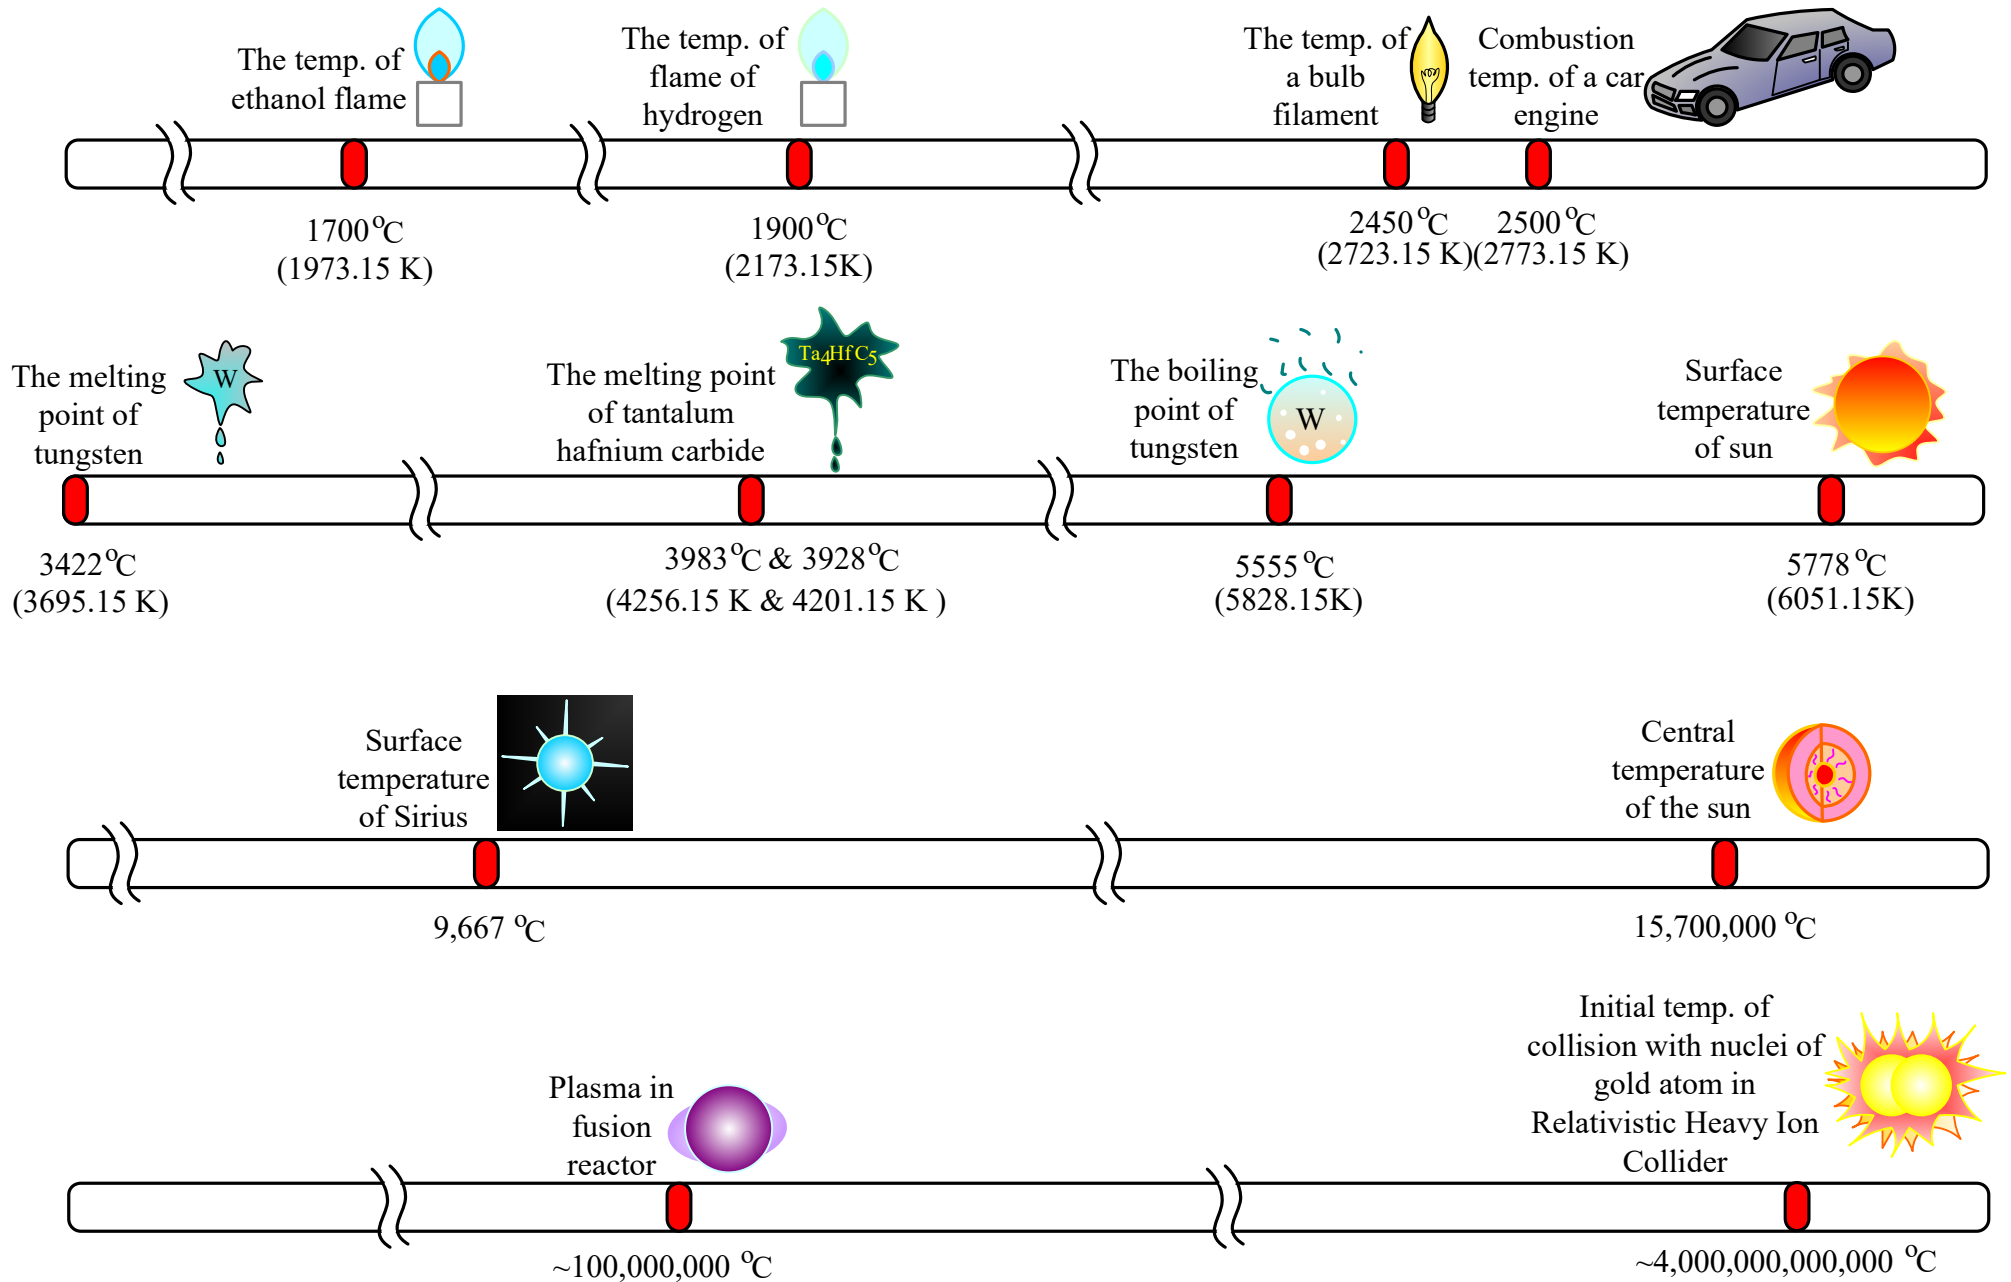 The temp. of
ethanol flame
The temp. of
flame of
hydrogen
The temp. of
a bulb
filament
Combustion
temp. of a car
engine
1700°C
(1973.15 K)
1900°C
(2173.15K)
2450°C
(2723.15 K)
2500°C
(2773.15 K)
The melting
point of
tungsten
W
The melting point
of tantalum
hafnium carbide
Ta4HfC5
The boiling
point of
tungsten
W
Surface
temperature
of sun
3422°C
(3695.15 K)
3983°C & 3928°C
(4256.15 K & 4201.15 K )
5555°C
(5828.15K)
5778°C
(6051.15K)
Surface
temperature
of Sirius
Central
temperature
of the sun
9,667 °C
15,700,000 °C
Plasma in
fusion
reactor
Initial temp. of
collision with nuclei of
gold atom in
Relativistic Heavy Ion
Collider
~100,000,000 °C
~4,000,000,000,000 °C